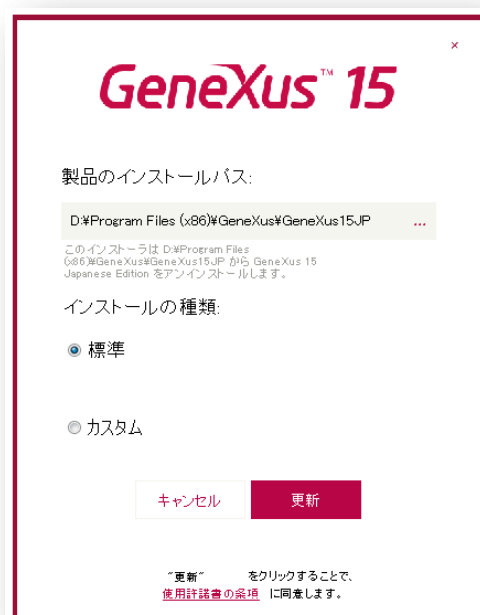 GeneXus™ 15
製品のインストールパス:
D:¥Program Files (x86)¥GeneXus¥GeneXus15JP ...
このインストーラは D:¥Program Files
(x86)¥GeneXus¥GeneXus15JP から GeneXus 15
Japanese Edition をアンインストールします。
インストールの種類:
標準
カスタム
キャンセル 更新
"更新" をクリックすることで、
使用許諾書の条項 に同意します。